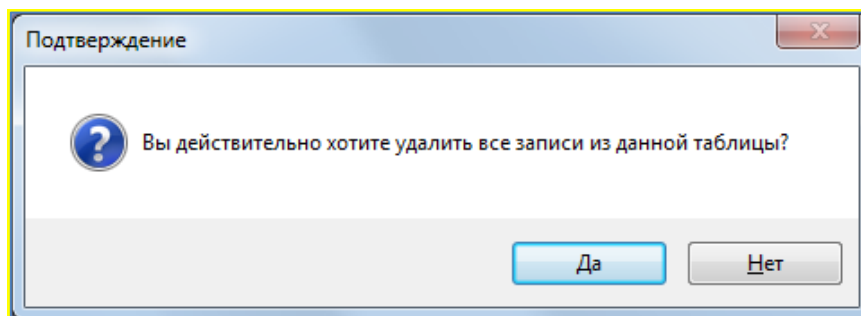 Подтверждение
Вы действительно хотите удалить все записи из данной таблицы?
Да
Нет